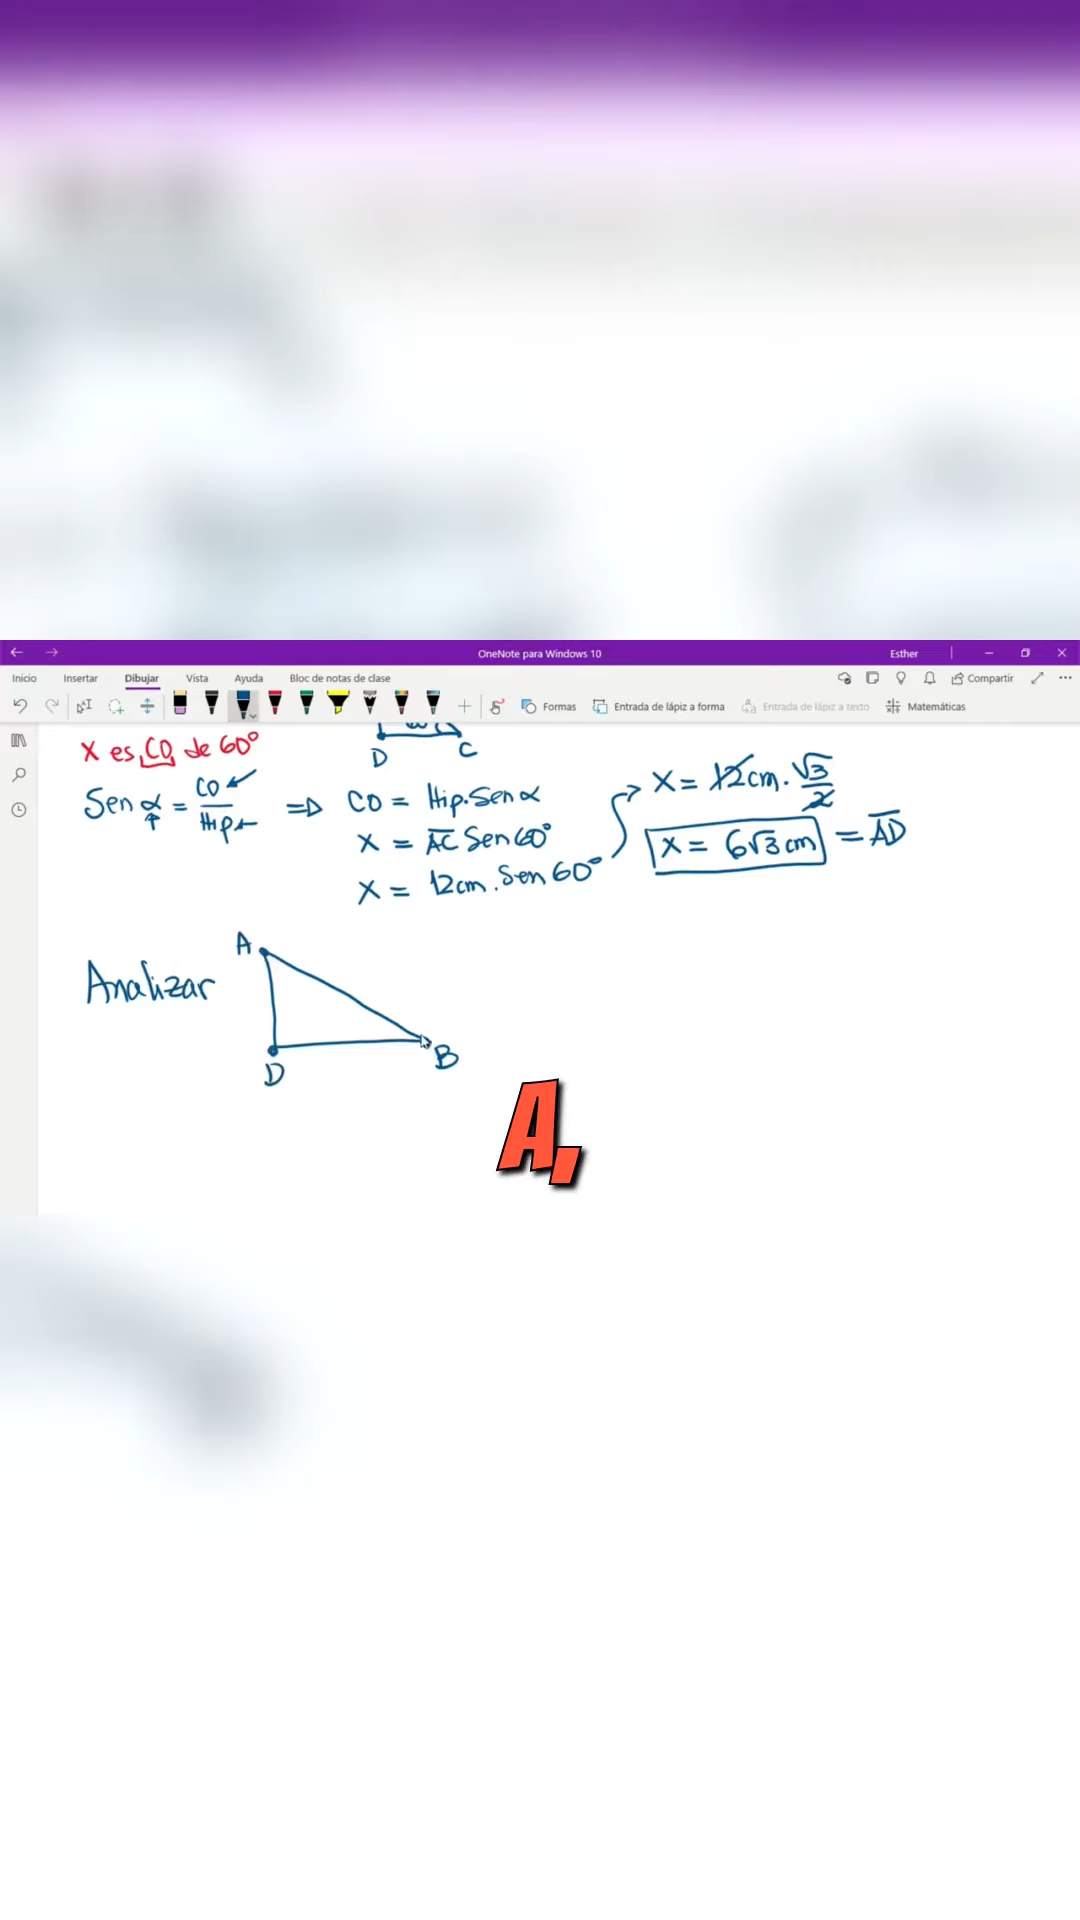 OneNote para Windows 10
Esther
Inicio
Insertar
Dibujar
Vista
Ayuda
Bloc de notas de clase
Compartir
Formas
Entrada de lápiz a forma
Entrada de lápiz a texto
Matemáticas
X es CO de 60°
D
C
Sen α = CO / Hip
⇒ CO = Hip. Sen α
X = AC Sen 60°
X = 12cm. Sen 60°
X = 12cm. √3 / 2
X = 6√3 cm = AD
Analizar
A
D
B
A,